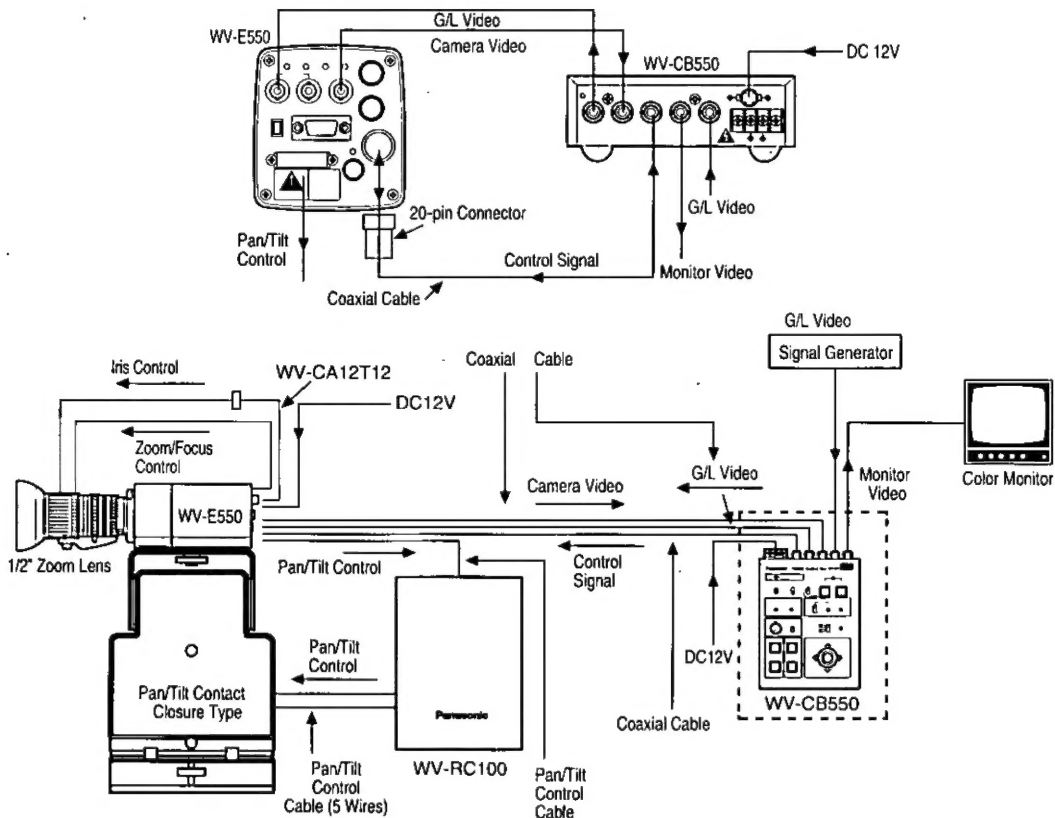 G/L Video
WV-E550
Camera Video
DC 12V
WV-CB550
20-pin Connector
G/L Video
Pan/Tilt
Control
Control Signal
Monitor Video
Coaxial Cable
G/L Video
Signal Generator
Iris Control
WV-CA12T12
Coaxial Cable
DC12V
Zoom/Focus
Control
G/L Video
Monitor
Video
Color Monitor
Camera Video
WV-E550
1/2" Zoom Lens
Pan/Tilt Control
Control
Signal
DC12V
Pan/Tilt
Control
Pan/Tilt Contact
Closure Type
Panasonic
WV-CB550
Coaxial Cable
WV-RC100
Pan/Tilt
Control
Cable (5 Wires)
Pan/Tilt
Control
Cable